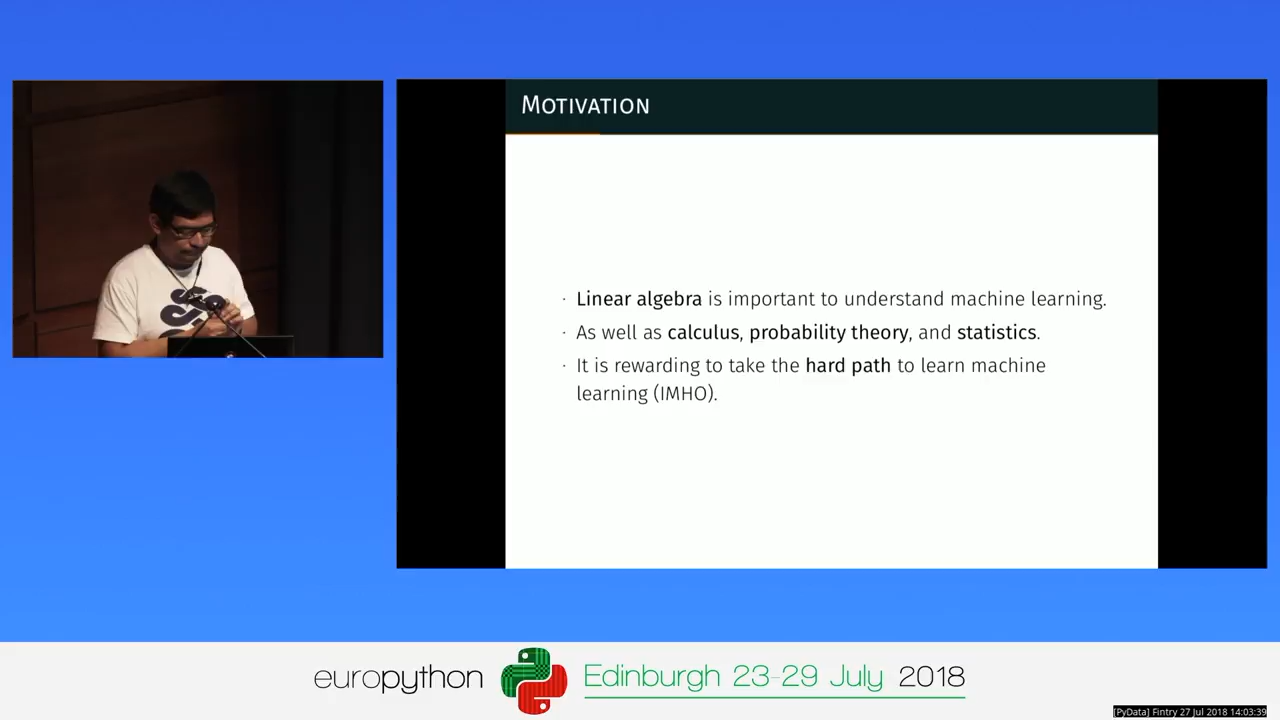 MOTIVATION
· Linear algebra is important to understand machine learning.
· As well as calculus, probability theory, and statistics.
· It is rewarding to take the hard path to learn machine
learning (IMHO).
europython Edinburgh 23-29 July 2018
[PyData] Fintry 27 Jul 2018 14:03:39